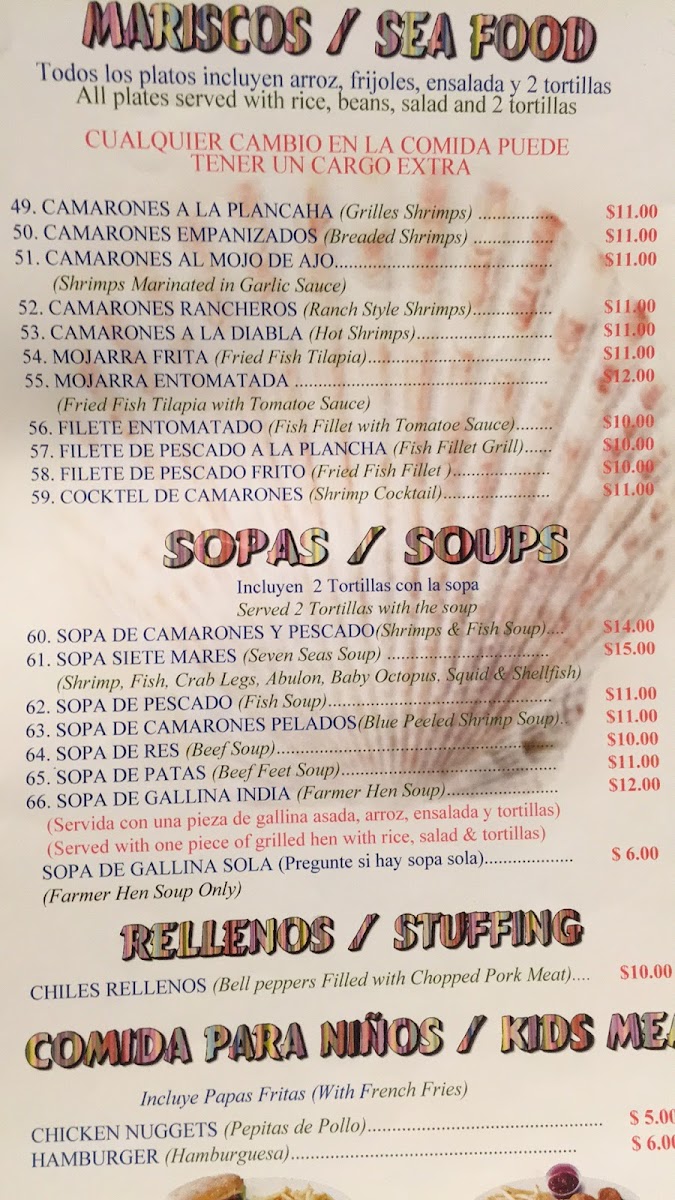 MARISCOS / SEA FOOD
Todos los platos incluyen arroz, frijoles, ensalada y 2 tortillas
All plates served with rice, beans, salad and 2 tortillas
CUALQUIER CAMBIO EN LA COMIDA PUEDE
TENER UN CARGO EXTRA
49. CAMARONES A LA PLANCAHA (Grilles Shrimps) ................ $11.00
50. CAMARONES EMPANIZADOS (Breaded Shrimps) ................. $11.00
51. CAMARONES AL MOJO DE AJO............................................. $11.00
(Shrimps Marinated in Garlic Sauce)
52. CAMARONES RANCHEROS (Ranch Style Shrimps)................. $11.00
53. CAMARONES A LA DIABLA (Hot Shrimps)............................. $11.00
54. MOJARRA FRITA (Fried Fish Tilapia)...................................... $11.00
55. MOJARRA ENTOMATADA ..................................................... $12.00
(Fried Fish Tilapia with Tomatoe Sauce)
56. FILETE ENTOMATADO (Fish Fillet with Tomatoe Sauce)........ $10.00
57. FILETE DE PESCADO A LA PLANCHA (Fish Fillet Grill)...... $10.00
58. FILETE DE PESCADO FRITO (Fried Fish Fillet ).................... $10.00
59. COCKTEL DE CAMARONES (Shrimp Cocktail)...................... $11.00
SOPAS / SOUPS
Incluyen 2 Tortillas con la sopa
Served 2 Tortillas with the soup
60. SOPA DE CAMARONES Y PESCADO(Shrimps & Fish Soup).... $14.00
61. SOPA SIETE MARES (Seven Seas Soup) .................................. $15.00
(Shrimp, Fish, Crab Legs, Abulon, Baby Octopus, Squid & Shellfish)
62. SOPA DE PESCADO (Fish Soup)............................................... $11.00
63. SOPA DE CAMARONES PELADOS(Blue Peeled Shrimp Soup).. $11.00
64. SOPA DE RES (Beef Soup).......................................................... $10.00
65. SOPA DE PATAS (Beef Feet Soup)............................................. $11.00
66. SOPA DE GALLINA INDIA (Farmer Hen Soup)....................... $12.00
(Servida con una pieza de gallina asada, arroz, ensalada y tortillas)
(Served with one piece of grilled hen with rice, salad & tortillas)
SOPA DE GALLINA SOLA (Pregunte si hay sopa sola)................... $ 6.00
(Farmer Hen Soup Only)
RELLENOS / STUFFING
CHILES RELLENOS (Bell peppers Filled with Chopped Pork Meat).... $10.00
COMIDA PARA NIÑOS / KIDS MEA
Incluye Papas Fritas (With French Fries)
CHICKEN NUGGETS (Pepitas de Pollo)................................................ $ 5.00
HAMBURGER (Hamburguesa).......................................................... $ 6.00